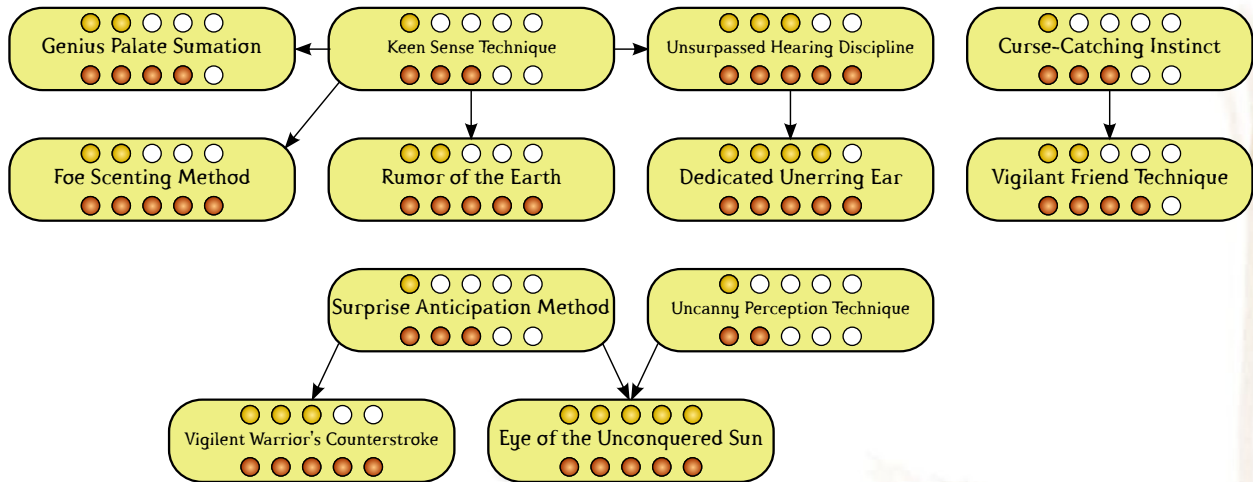 Genius Palate Sumation
Keen Sense Technique
Unsurpassed Hearing Discipline
Curse-Catching Instinct
Foe Scenting Method
Rumor of the Earth
Dedicated Unerring Ear
Vigilant Friend Technique
Surprise Anticipation Method
Uncanny Perception Technique
Vigilent Warrior's Counterstroke
Eye of the Unconquered Sun